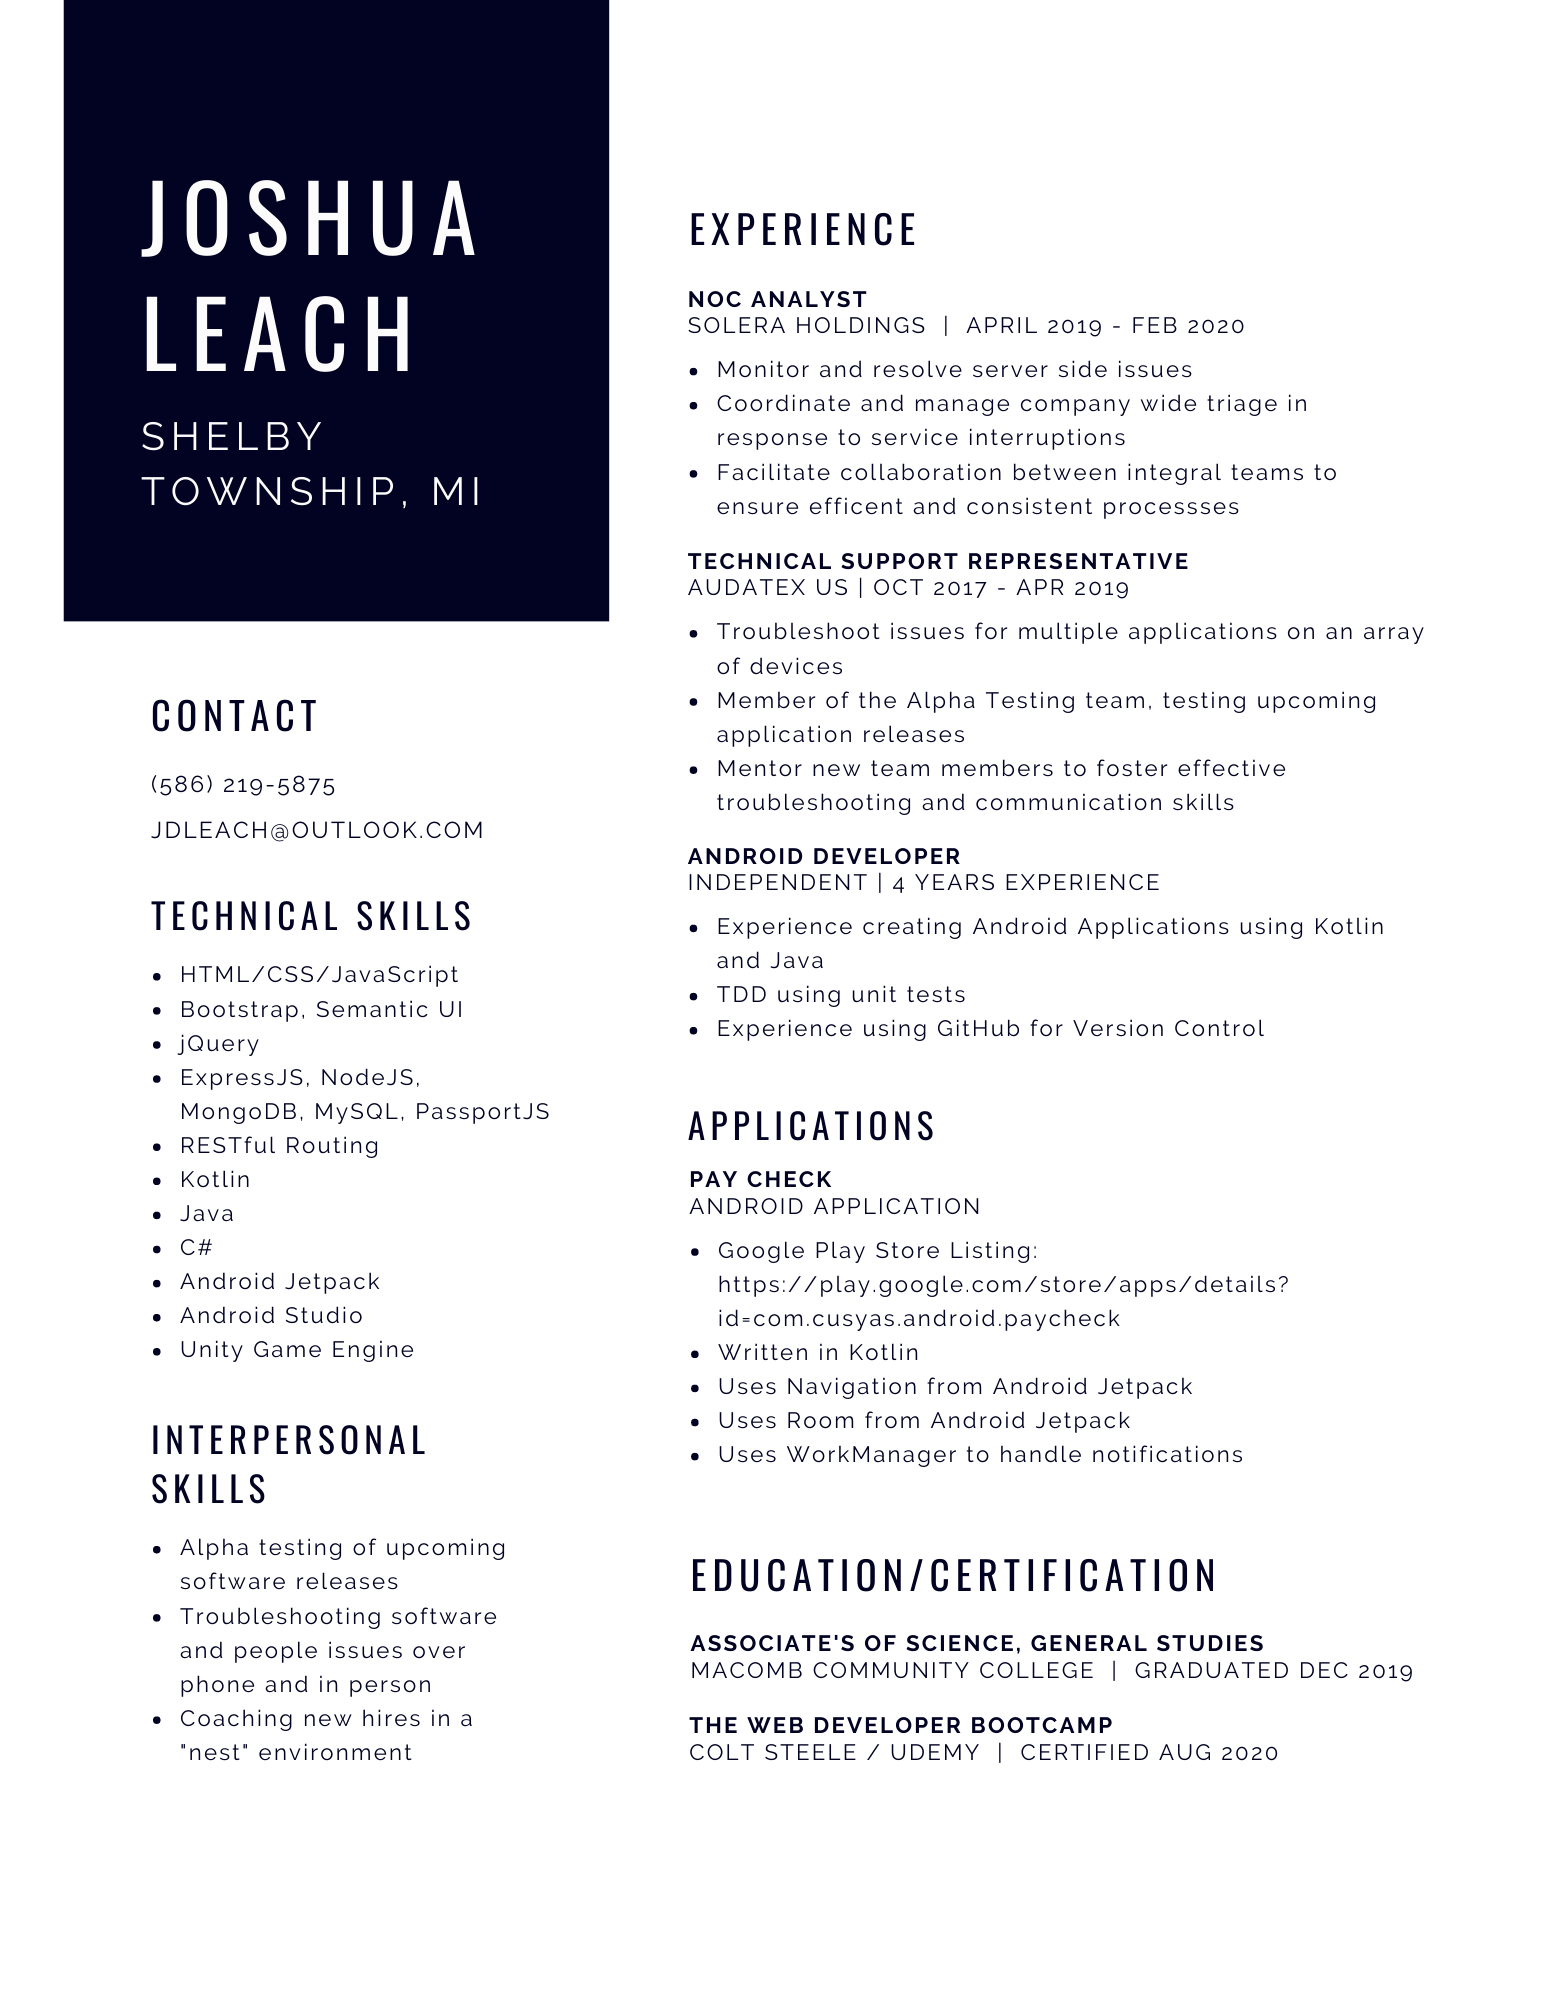 JOSHUA
LEACH
SHELBY
TOWNSHIP, MI
CONTACT
(586) 219-5875
JDLEACH@OUTLOOK.COM
TECHNICAL SKILLS
• HTML/CSS/JavaScript
• Bootstrap, Semantic UI
• jQuery
• ExpressJS, NodeJS,
MongoDB, MySQL, PassportJS
• RESTful Routing
• Kotlin
• Java
• C#
• Android Jetpack
• Android Studio
• Unity Game Engine
INTERPERSONAL
SKILLS
• Alpha testing of upcoming
software releases
• Troubleshooting software
and people issues over
phone and in person
• Coaching new hires in a
"nest" environment
EXPERIENCE
NOC ANALYST
SOLERA HOLDINGS | APRIL 2019 - FEB 2020
• Monitor and resolve server side issues
• Coordinate and manage company wide triage in
response to service interruptions
• Facilitate collaboration between integral teams to
ensure efficent and consistent processses
TECHNICAL SUPPORT REPRESENTATIVE
AUDATEX US | OCT 2017 - APR 2019
• Troubleshoot issues for multiple applications on an array
of devices
• Member of the Alpha Testing team, testing upcoming
application releases
• Mentor new team members to foster effective
troubleshooting and communication skills
ANDROID DEVELOPER
INDEPENDENT | 4 YEARS EXPERIENCE
• Experience creating Android Applications using Kotlin
and Java
• TDD using unit tests
• Experience using GitHub for Version Control
APPLICATIONS
PAY CHECK
ANDROID APPLICATION
• Google Play Store Listing:
https://play.google.com/store/apps/details?
id=com.cusyas.android.paycheck
• Written in Kotlin
• Uses Navigation from Android Jetpack
• Uses Room from Android Jetpack
• Uses WorkManager to handle notifications
EDUCATION/CERTIFICATION
ASSOCIATE'S OF SCIENCE, GENERAL STUDIES
MACOMB COMMUNITY COLLEGE | GRADUATED DEC 2019
THE WEB DEVELOPER BOOTCAMP
COLT STEELE / UDEMY | CERTIFIED AUG 2020